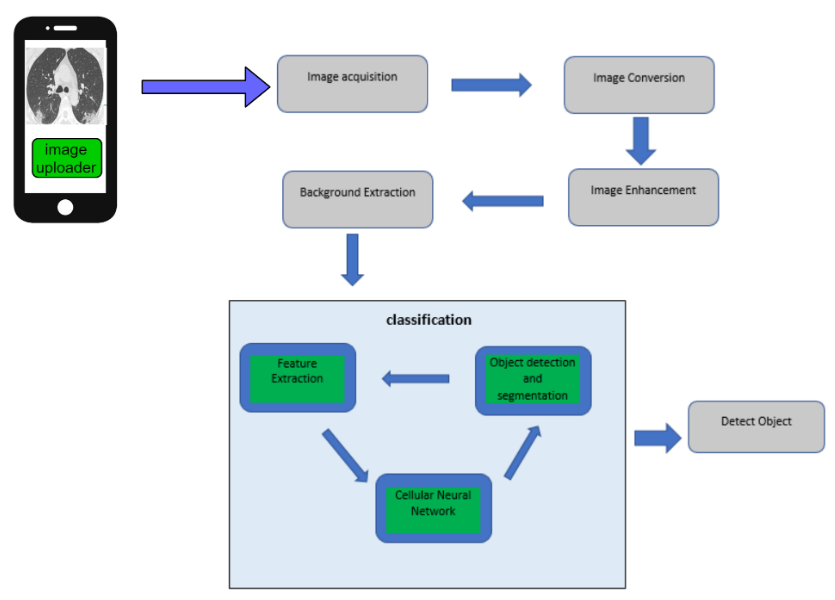 image
uploader
Image acquisition
Image Conversion
Image Enhancement
Background Extraction
classification
Feature
Extraction
Object detection
and
segmentation
Cellular Neural
Network
Detect Object